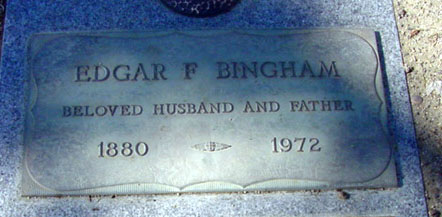 EDGAR F BINGHAM
BELOVED HUSBAND AND FATHER
1880 1972